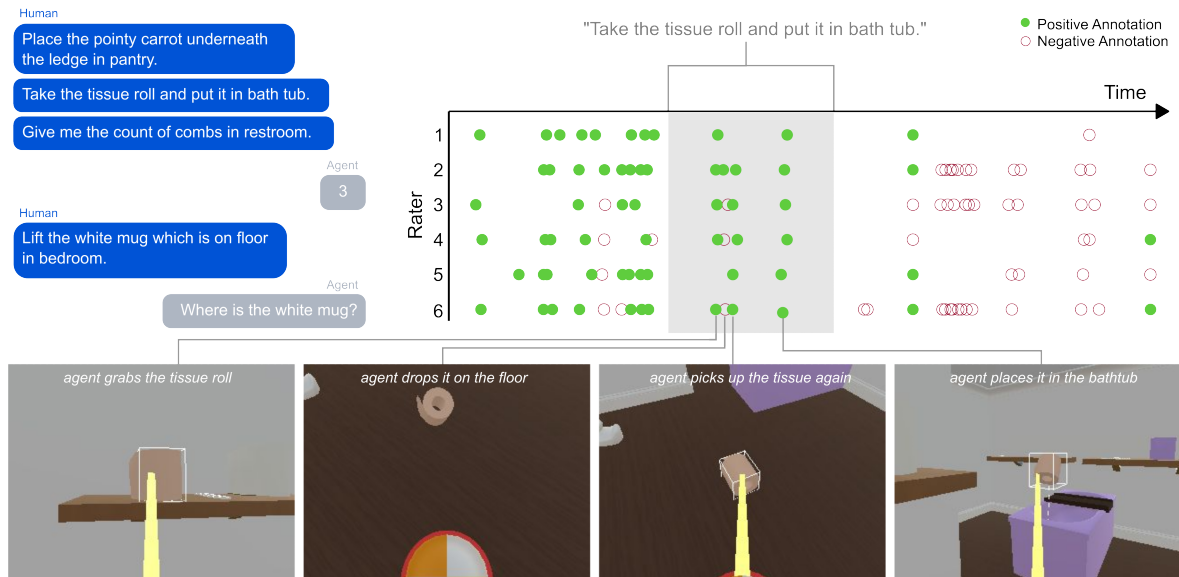 Human
Place the pointy carrot underneath
the ledge in pantry.
Take the tissue roll and put it in bath tub.
Give me the count of combs in restroom.
Agent
3
Human
Lift the white mug which is on floor
in bedroom.
Agent
Where is the white mug?
"Take the tissue roll and put it in bath tub."
Positive Annotation
Negative Annotation
Time
Rater
1
2
3
4
5
6
agent grabs the tissue roll
agent drops it on the floor
agent picks up the tissue again
agent places it in the bathtub